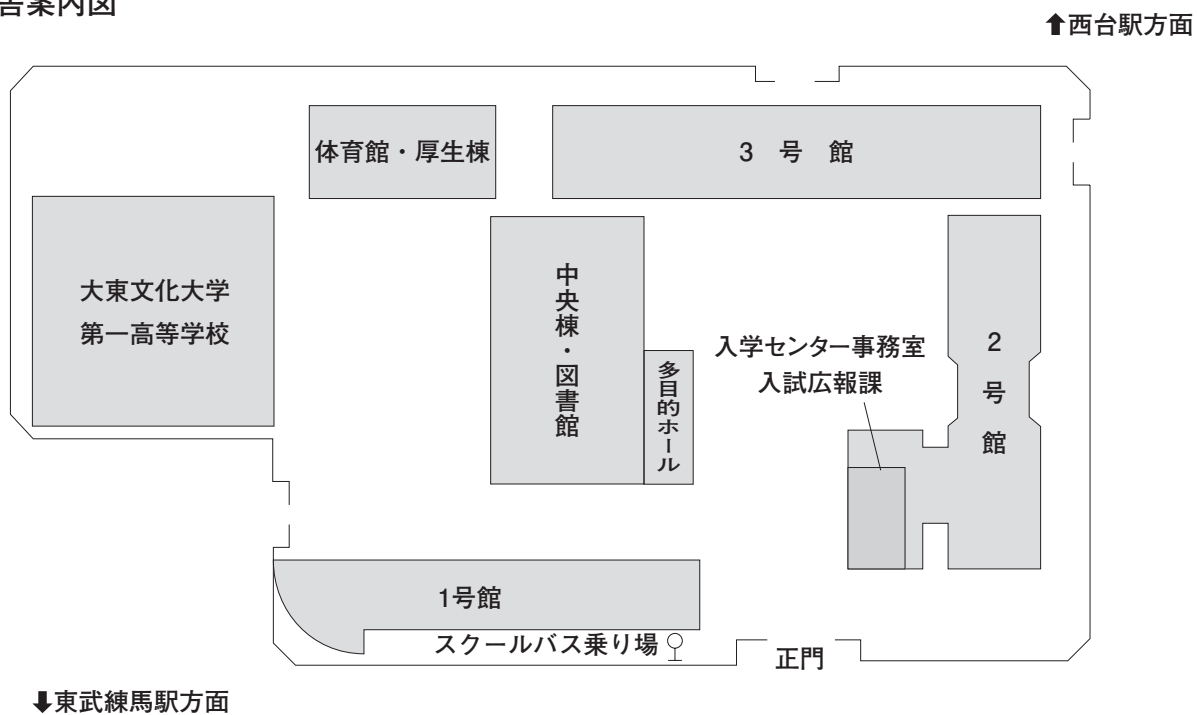 案内図
⬆西台駅方面
体育館・厚生棟
3 号 館
大東文化大学
第一高等学校
中央棟・図書館
多目的ホール
入学センター事務室
入試広報課
2号館
1号館
スクールバス乗り場
正門
⬇東武練馬駅方面